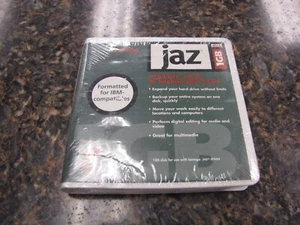 jaz
1GB
Formatted
for IBM-
compatibles
• Expand your hard drive without limits
• Backup your entire system on one
disk, quickly
• Move your work easily to different
locations and computers
• Perform digital editing for audio and
video
• Great for multimedia
GB